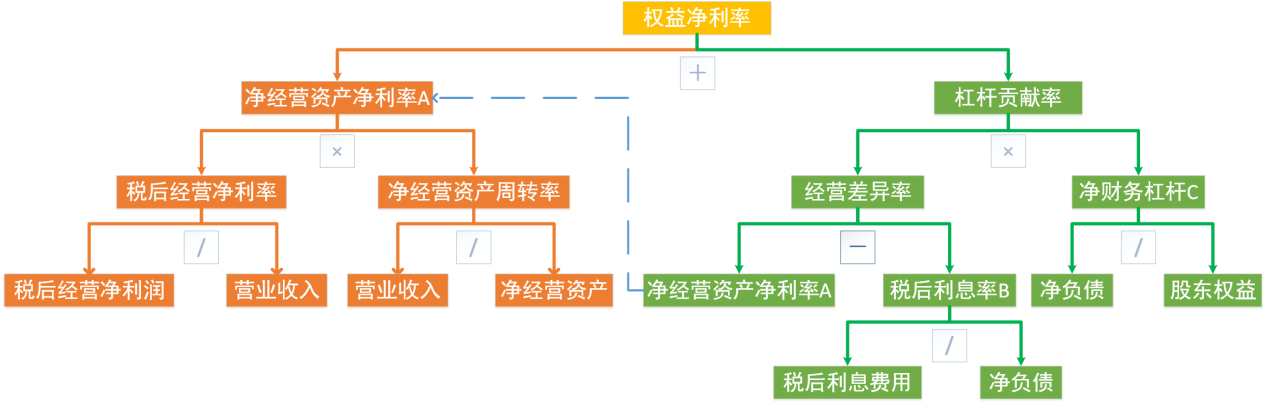 权益净利率
+
净经营资产净利率A
杠杆贡献率
×
×
税后经营净利率
净经营资产周转率
经营差异率
净财务杠杆C
/
/
—
/
税后经营净利润
营业收入
营业收入
净经营资产
净经营资产净利率A
税后利息率B
净负债
股东权益
/
税后利息费用
净负债